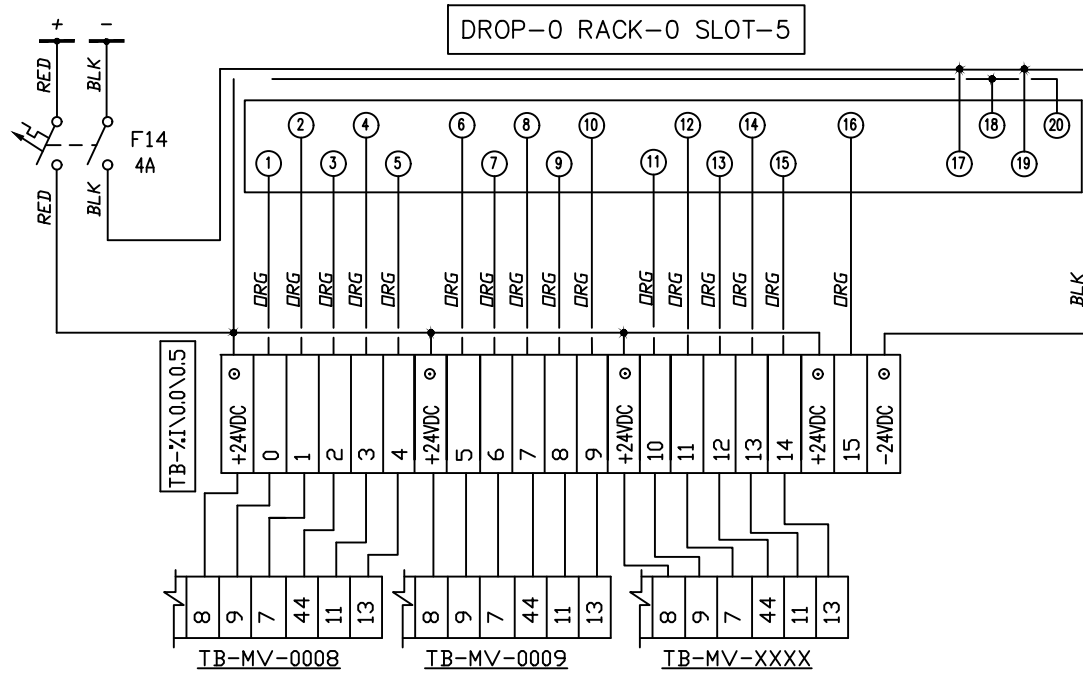 DROP-0 RACK-0 SLOT-5
+ -
RED BLK
F14
4A
RED BLK
2 4 6 8 10 12 14 16 18 20
1 3 5 7 9 11 13 15 17 19
ORG ORG ORG ORG ORG ORG ORG ORG ORG ORG ORG ORG ORG ORG ORG ORG BLK
TB-%I\0.0\0.5
+24VDC 0 1 2 3 4 +24VDC 5 6 7 8 9 +24VDC 10 11 12 13 14 +24VDC 15 -24VDC
8 9 7 44 11 13
8 9 7 44 11 13
8 9 7 44 11 13
TB-MV-0008
TB-MV-0009
TB-MV-XXXX